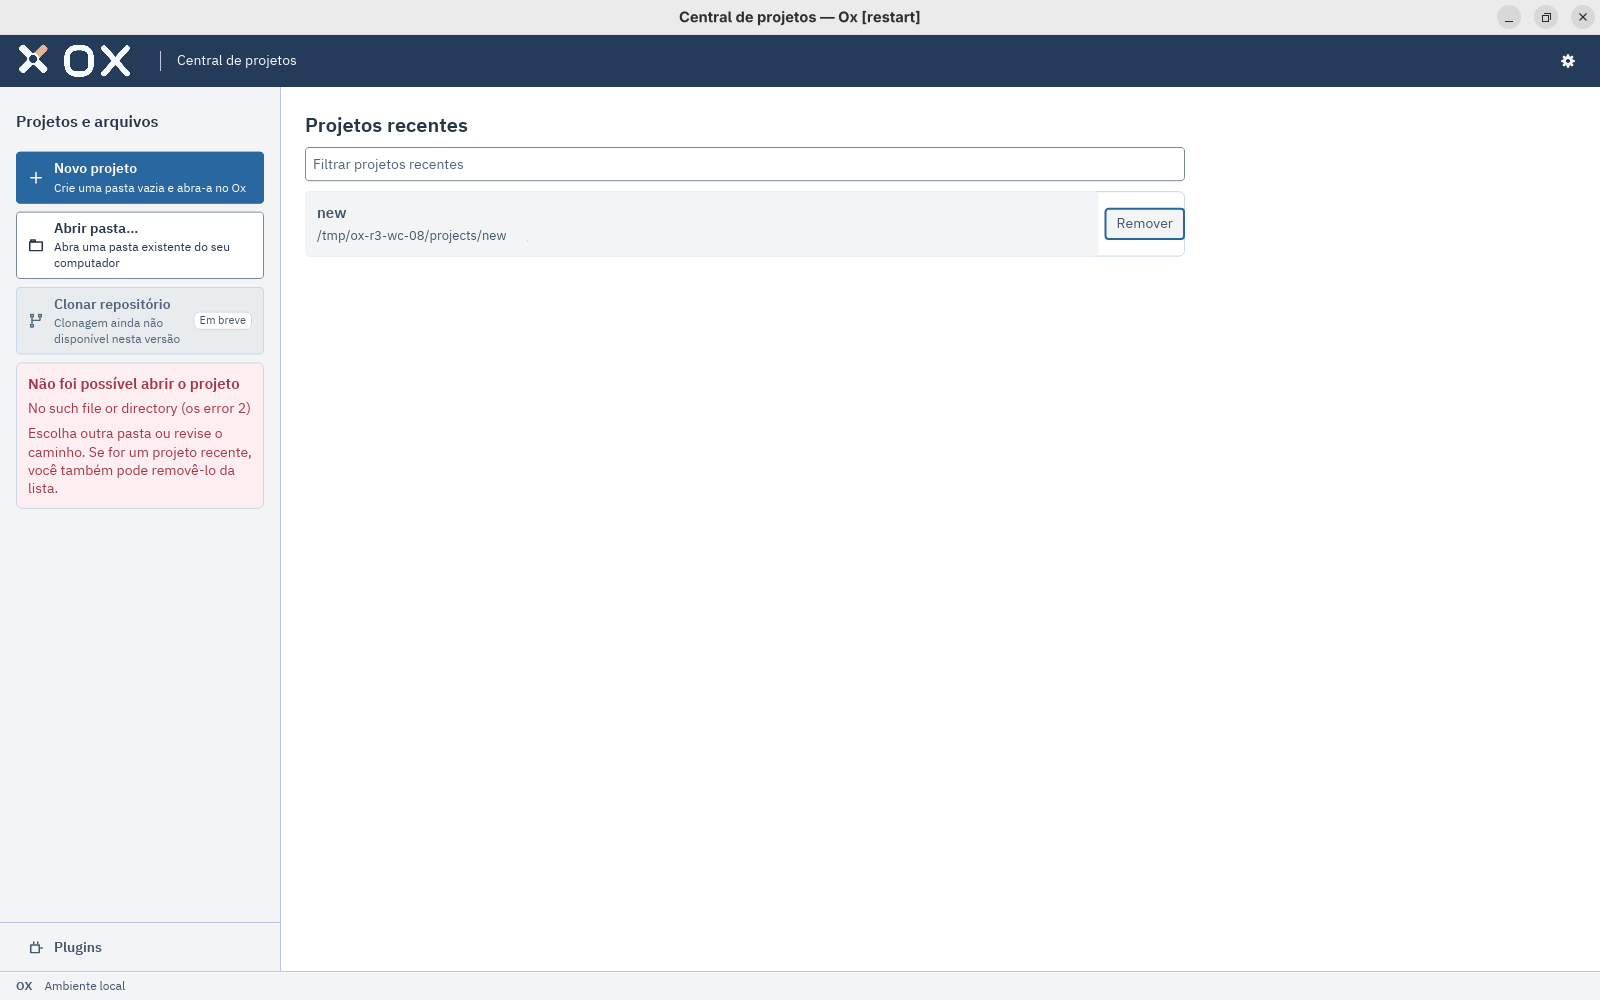 Central de projetos — Ox [restart]
OX
Central de projetos
Projetos e arquivos
Novo projeto
Crie uma pasta vazia e abra-a no Ox
Abrir pasta...
Abra uma pasta existente do seu
computador
Clonar repositório
Clonagem ainda não
disponível nesta versão
Em breve
Não foi possível abrir o projeto
No such file or directory (os error 2)
Escolha outra pasta ou revise o
caminho. Se for um projeto recente,
você também pode removê-lo da
lista.
Plugins
Projetos recentes
Filtrar projetos recentes
new
/tmp/ox-r3-wc-08/projects/new
Remover
OX Ambiente local